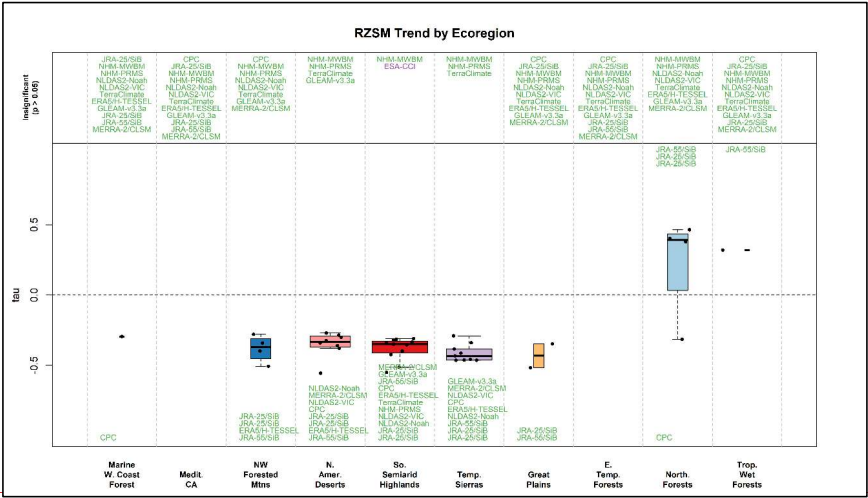 RZSM Trend by Ecoregion
Insignificant
(p > 0.05)
JRA-25/SiB
NHM-MWBM
NHM-PRMS
NLDAS2-Noah
NLDAS2-VIC
TerraClimate
ERA5/H-TESSEL
GLEAM-v3.3a
JRA-25/SiB
JRA-55/SiB
MERRA-2/CLSM
CPC
JRA-25/SiB
NHM-MWBM
NHM-PRMS
NLDAS2-Noah
NLDAS2-VIC
TerraClimate
ERA5/H-TESSEL
GLEAM-v3.3a
JRA-25/SiB
JRA-55/SiB
MERRA-2/CLSM
CPC
NHM-MWBM
NHM-PRMS
NLDAS2-Noah
NLDAS2-VIC
TerraClimate
GLEAM-v3.3a
MERRA-2/CLSM
NHM-MWBM
NHM-PRMS
TerraClimate
GLEAM-v3.3a
NHM-MWBM
ESA-CCI
NHM-MWBM
NHM-PRMS
TerraClimate
CPC
JRA-25/SiB
NHM-MWBM
NHM-PRMS
NLDAS2-Noah
NLDAS2-VIC
TerraClimate
ERA5/H-TESSEL
GLEAM-v3.3a
MERRA-2/CLSM
CPC
JRA-25/SiB
NHM-MWBM
NHM-PRMS
NLDAS2-Noah
NLDAS2-VIC
TerraClimate
ERA5/H-TESSEL
GLEAM-v3.3a
JRA-25/SiB
JRA-55/SiB
MERRA-2/CLSM
NHM-MWBM
NHM-PRMS
NLDAS2-Noah
NLDAS2-VIC
TerraClimate
ERA5/H-TESSEL
GLEAM-v3.3a
MERRA-2/CLSM
CPC
NHM-MWBM
NHM-PRMS
NLDAS2-Noah
NLDAS2-VIC
TerraClimate
ERA5/H-TESSEL
GLEAM-v3.3a
JRA-25/SiB
JRA-25/SiB
MERRA-2/CLSM
JRA-55/SiB
JRA-25/SiB
JRA-25/SiB
JRA-55/SiB
tau
0.5
0.0
-0.5
CPC
JRA-25/SiB
JRA-25/SiB
ERA5/H-TESSEL
JRA-55/SiB
NLDAS2-Noah
MERRA-2/CLSM
NLDAS2-VIC
CPC
JRA-25/SiB
JRA-25/SiB
ERA5/H-TESSEL
JRA-55/SiB
MERRA-2/CLSM
GLEAM-v3.3a
JRA-55/SiB
CPC
ERA5/H-TESSEL
TerraClimate
NHM-PRMS
NLDAS2-VIC
NLDAS2-Noah
JRA-25/SiB
JRA-25/SiB
GLEAM-v3.3a
MERRA-2/CLSM
NLDAS2-VIC
CPC
ERA5/H-TESSEL
NLDAS2-Noah
JRA-55/SiB
JRA-25/SiB
JRA-25/SiB
JRA-25/SiB
JRA-55/SiB
CPC
Marine
W. Coast
Forest
Medit.
CA
NW
Forested
Mtns
N.
Amer.
Deserts
So.
Semiarid
Highlands
Temp.
Sierras
Great
Plains
E.
Temp.
Forests
North.
Forests
Trop.
Wet
Forests